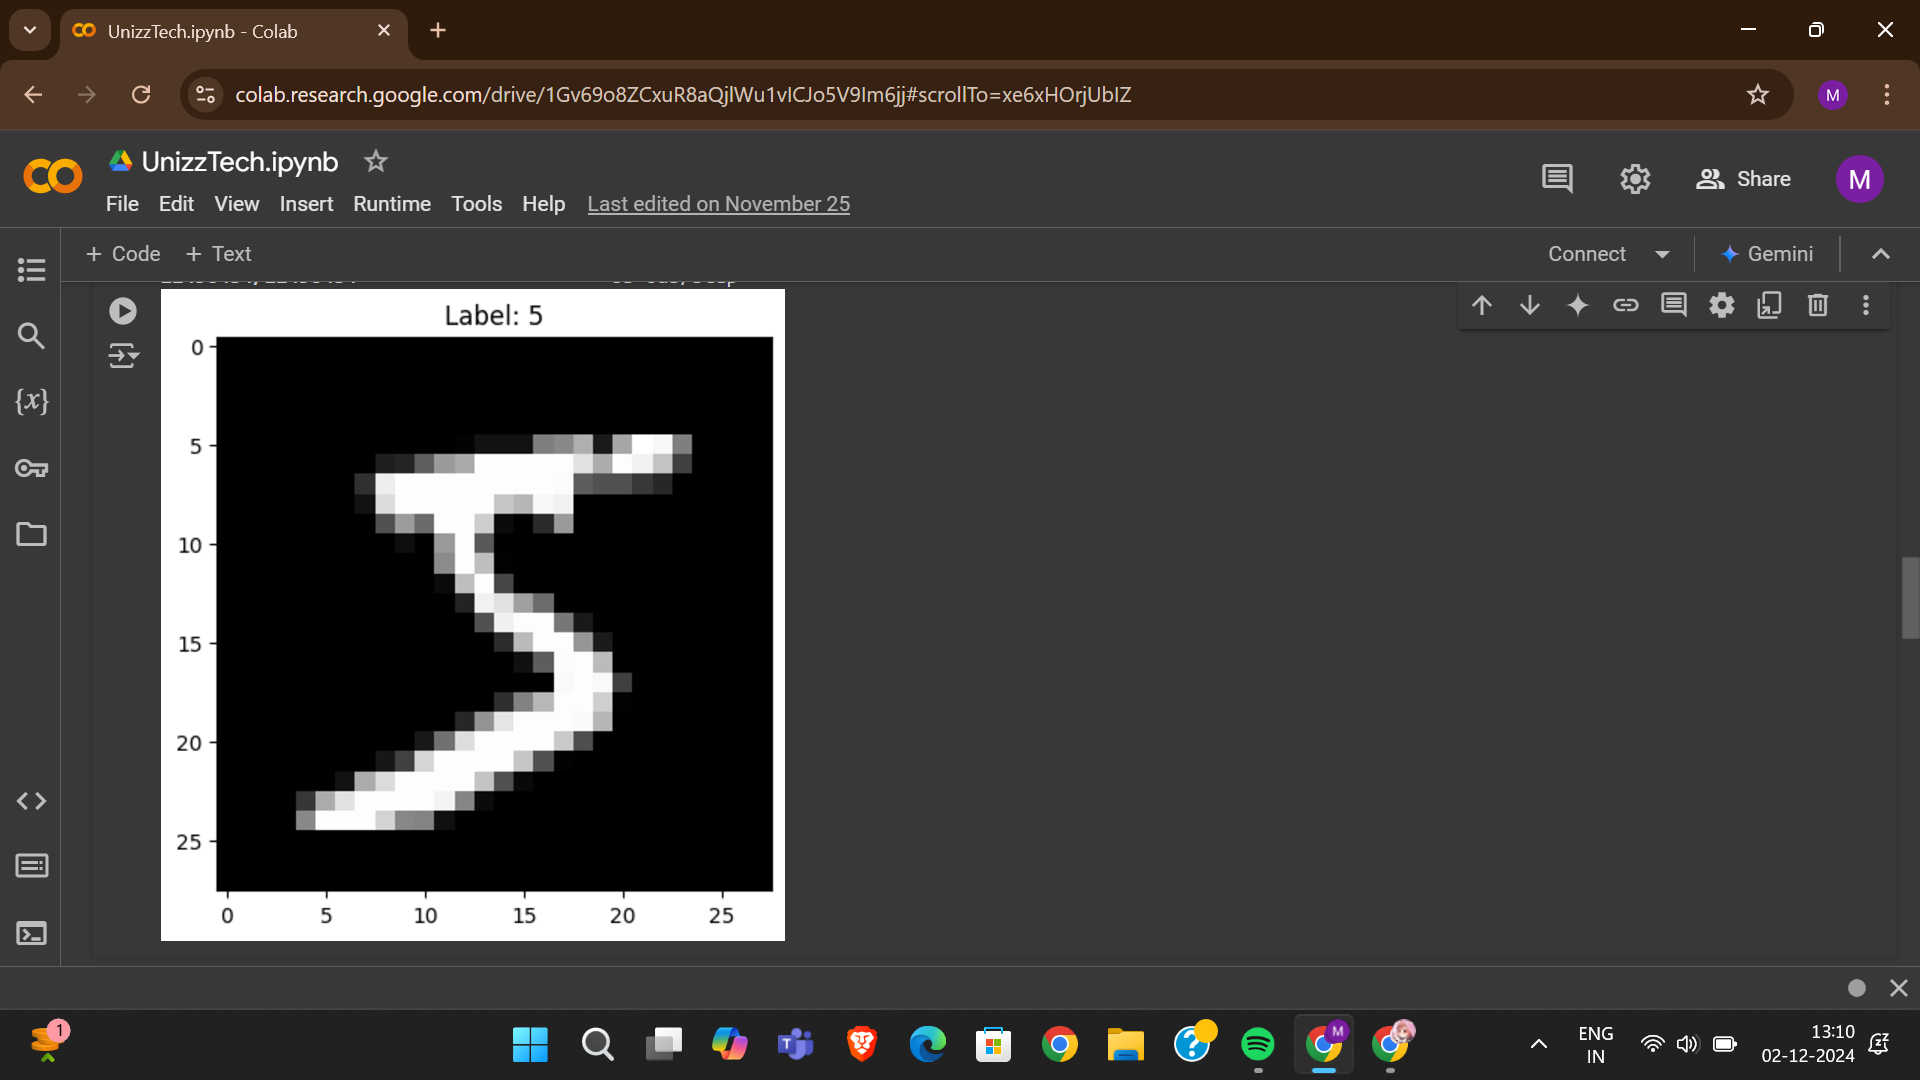 UnizzTech.ipynb - Colab
colab.research.google.com/drive/1Gv69o8ZCxuR8aQjlWu1vlCJo5V9Im6jj#scrollTo=xe6xHOrjUbIZ
M
UnizzTech.ipynb
File Edit View Insert Runtime Tools Help Last edited on November 25
Share
M
+ Code + Text
Connect
Gemini
{x}
Label: 5
0
5
10
15
20
25
0 5 10 15 20 25
1
T
M
ENG
IN
13:10
02-12-2024